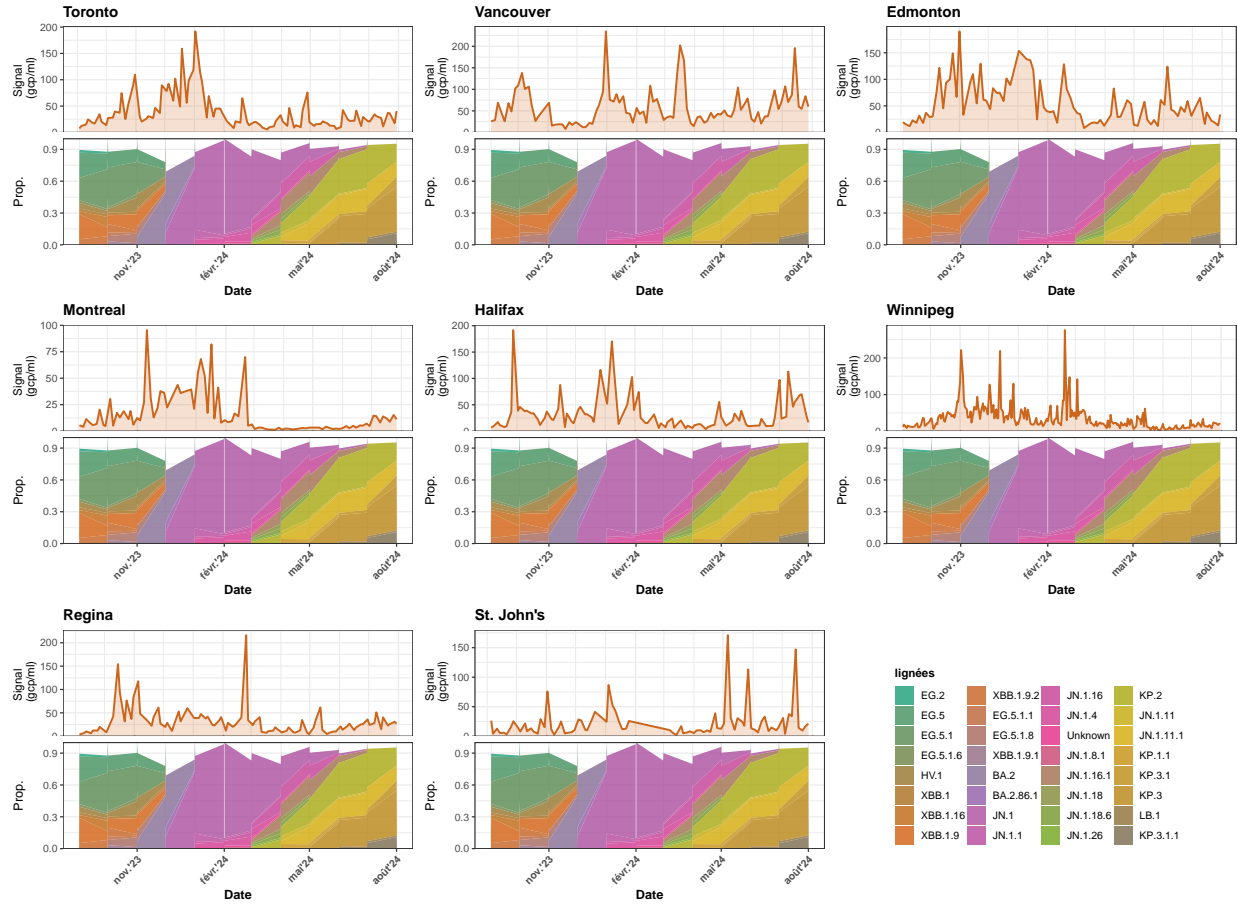 Toronto
Signal
(gcp/ml)
200
150
100
50
0
Prop.
0.9
0.6
0.3
0.0
nov.'23
févr.'24
mai'24
août'24
Date
Vancouver
Signal
(gcp/ml)
200
150
100
50
0
Prop.
0.9
0.6
0.3
0.0
nov.'23
févr.'24
mai'24
août'24
Date
Edmonton
Signal
(gcp/ml)
150
100
50
0
Prop.
0.9
0.6
0.3
0.0
nov.'23
févr.'24
mai'24
août'24
Date
Montreal
Signal
(gcp/ml)
100
75
50
25
0
Prop.
0.9
0.6
0.3
0.0
nov.'23
févr.'24
mai'24
août'24
Date
Halifax
Signal
(gcp/ml)
200
150
100
50
0
Prop.
0.9
0.6
0.3
0.0
nov.'23
févr.'24
mai'24
août'24
Date
Winnipeg
Signal
(gcp/ml)
200
100
0
Prop.
0.9
0.6
0.3
0.0
nov.'23
févr.'24
mai'24
août'24
Date
Regina
Signal
(gcp/ml)
200
150
100
50
0
Prop.
0.9
0.6
0.3
0.0
nov.'23
févr.'24
mai'24
août'24
Date
St. John's
Signal
(gcp/ml)
150
100
50
0
Prop.
0.9
0.6
0.3
0.0
nov.'23
févr.'24
mai'24
août'24
Date
lignées
EG.2
EG.5
EG.5.1
EG.5.1.6
HV.1
XBB.1
XBB.1.16
XBB.1.9
XBB.1.9.2
EG.5.1.1
EG.5.1.8
XBB.1.9.1
BA.2
BA.2.86.1
JN.1
JN.1.1
JN.1.16
JN.1.4
Unknown
JN.1.8.1
JN.1.16.1
JN.1.18
JN.1.18.6
JN.1.26
KP.2
JN.1.11
JN.1.11.1
KP.1.1
KP.3.1
KP.3
LB.1
KP.3.1.1